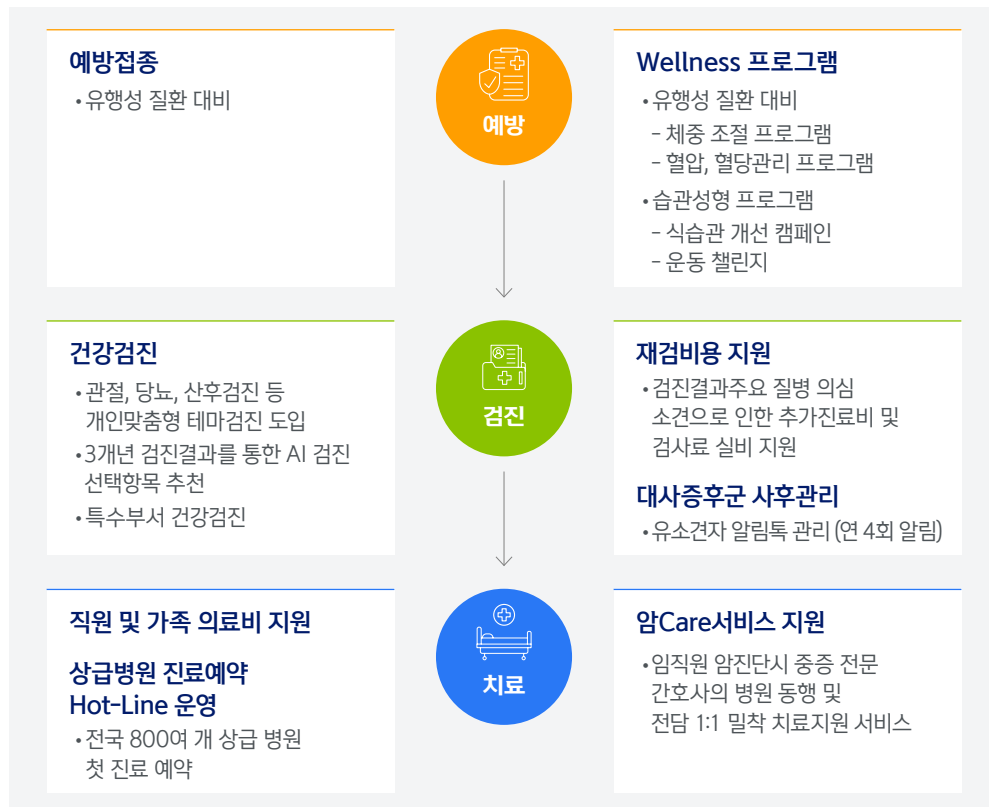 예방접종
•유행성 질환 대비
예방
Wellness 프로그램
•유행성 질환 대비
- 체중 조절 프로그램
- 혈압, 혈당관리 프로그램
•습관성형 프로그램
- 식습관 개선 캠페인
- 운동 챌린지
건강검진
•관절, 당뇨, 산후검진 등
개인맞춤형 테마검진 도입
•3개년 검진결과를 통한 AI 검진
선택항목 추천
•특수부서 건강검진
검진
재검비용 지원
•검진결과주요 질병 의심
소견으로 인한 추가진료비 및
검사료 실비 지원
대사증후군 사후관리
•유소견자 알림톡 관리 (연 4회 알림)
직원 및 가족 의료비 지원
상급병원 진료예약
Hot-Line 운영
•전국 800여 개 상급 병원
첫 진료 예약
치료
암Care서비스 지원
•임직원 암진단시 중증 전문
간호사의 병원 동행 및
전담 1:1 밀착 치료지원 서비스